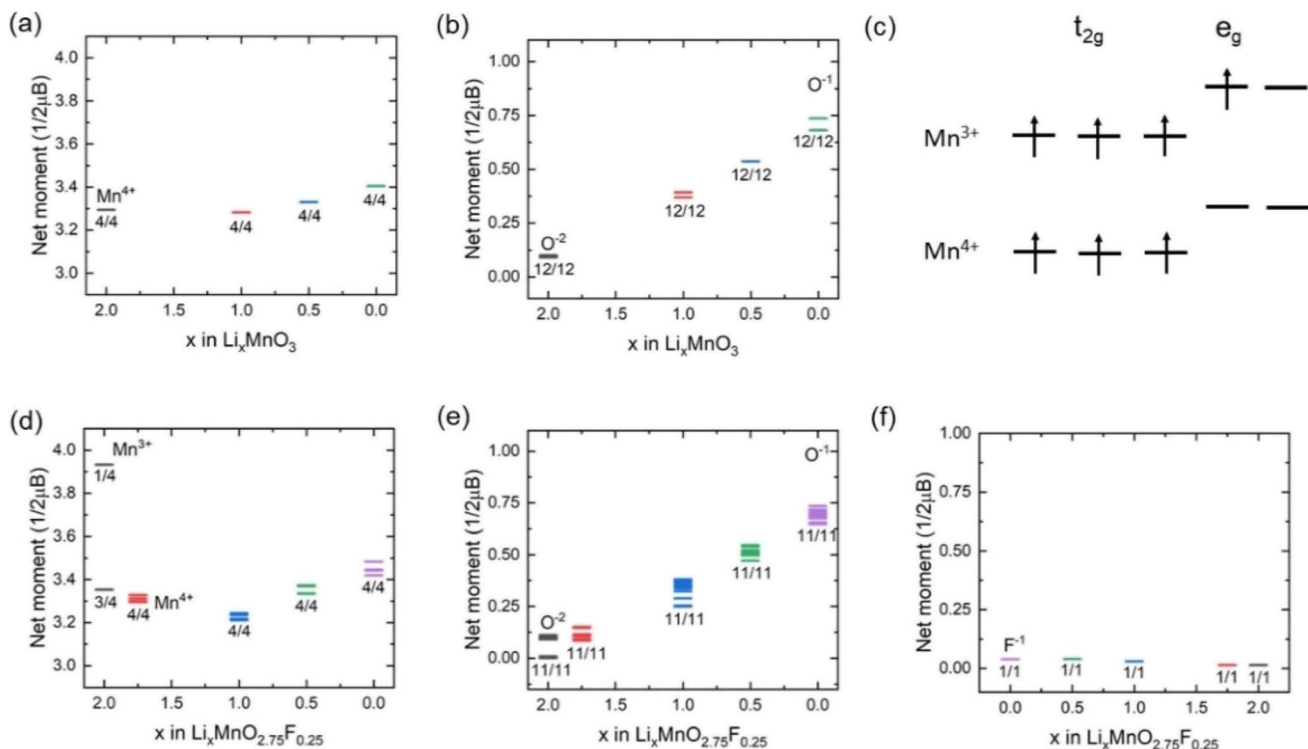 (a)
Net moment (1/2μB)
4.0
3.8
3.6
3.4
3.2
3.0
Mn⁴⁺
4/4
4/4
4/4
4/4
2.0 1.5 1.0 0.5 0.0
x in LiₓMnO₃
(b)
Net moment (1/2μB)
1.00
0.75
0.50
0.25
0.00
O⁻¹
12/12
12/12
12/12
O⁻²
12/12
2.0 1.5 1.0 0.5 0.0
x in LiₓMnO₃
(c)
t₂g e_g
Mn³⁺
Mn⁴⁺
(d)
Net moment (1/2μB)
4.0
3.8
3.6
3.4
3.2
3.0
Mn³⁺
1/4
3/4
4/4
Mn⁴⁺
4/4
4/4
4/4
2.0 1.5 1.0 0.5 0.0
x in LiₓMnO₂.₇₅F₀.₂₅
(e)
Net moment (1/2μB)
1.00
0.75
0.50
0.25
0.00
O⁻¹
11/11
11/11
11/11
O⁻²
11/11
11/11
2.0 1.5 1.0 0.5 0.0
x in LiₓMnO₂.₇₅F₀.₂₅
(f)
Net moment (1/2μB)
1.00
0.75
0.50
0.25
0.00
F⁻¹
1/1 1/1 1/1 1/1 1/1
0.0 0.5 1.0 1.5 2.0
x in LiₓMnO₂.₇₅F₀.₂₅